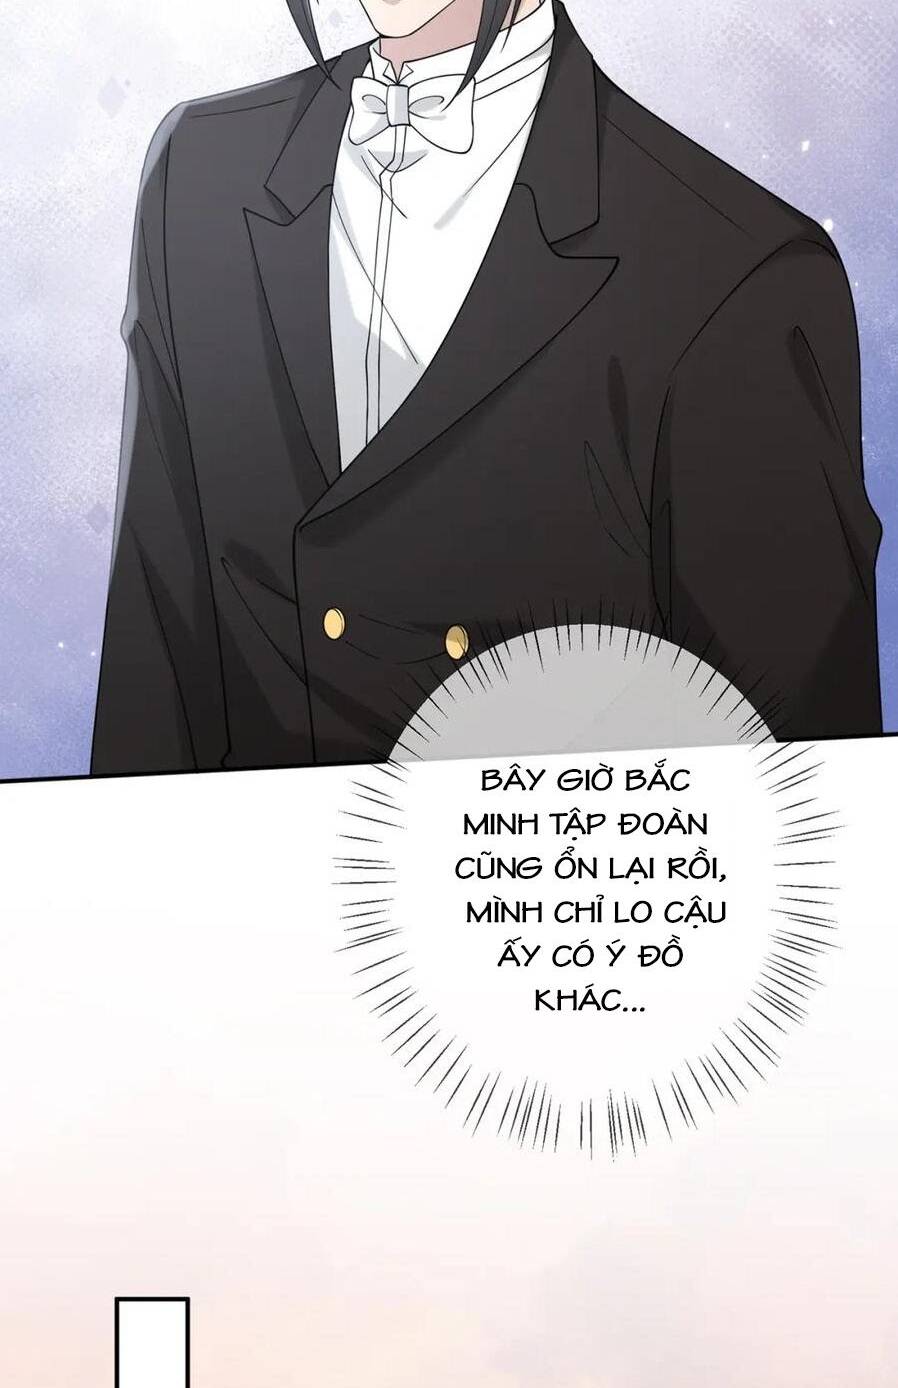 BÂY GIỜ BẮC
MINH TẬP ĐOÀN
CŨNG ỔN LẠI RỒI,
MÌNH CHỈ LO CẬU
ẤY CÓ Ý ĐỒ
KHÁC...